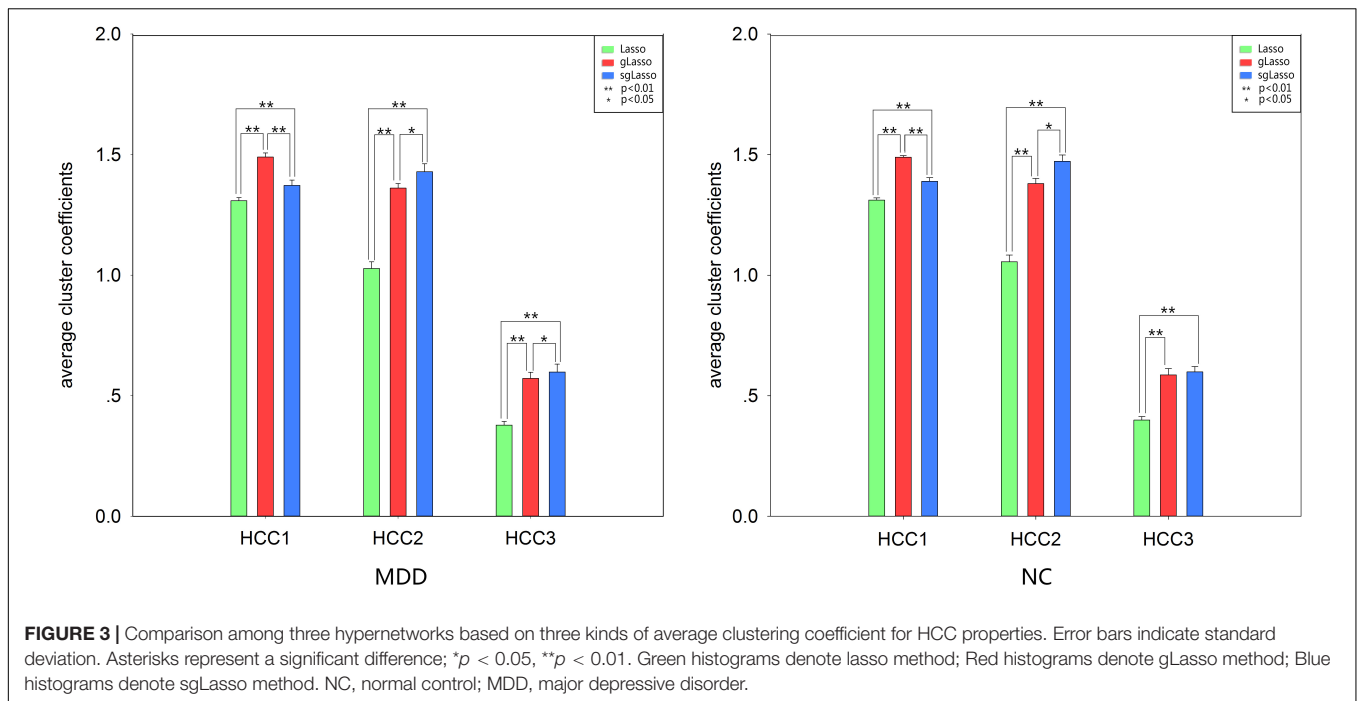 2.0
1.5
1.0
.5
0.0
average cluster coefficients
Lasso
gLasso
sgLasso
** p<0.01
* p<0.05
**
** **
**
** *
**
** *
HCC1 HCC2 HCC3
MDD
2.0
1.5
1.0
.5
0.0
average cluster coefficients
Lasso
gLasso
sgLasso
** p<0.01
* p<0.05
**
** **
**
** *
**
**
HCC1 HCC2 HCC3
NC
FIGURE 3 | Comparison among three hypernetworks based on three kinds of average clustering coefficient for HCC properties. Error bars indicate standard
deviation. Asterisks represent a significant difference; *p < 0.05, **p < 0.01. Green histograms denote lasso method; Red histograms denote gLasso method; Blue
histograms denote sgLasso method. NC, normal control; MDD, major depressive disorder.